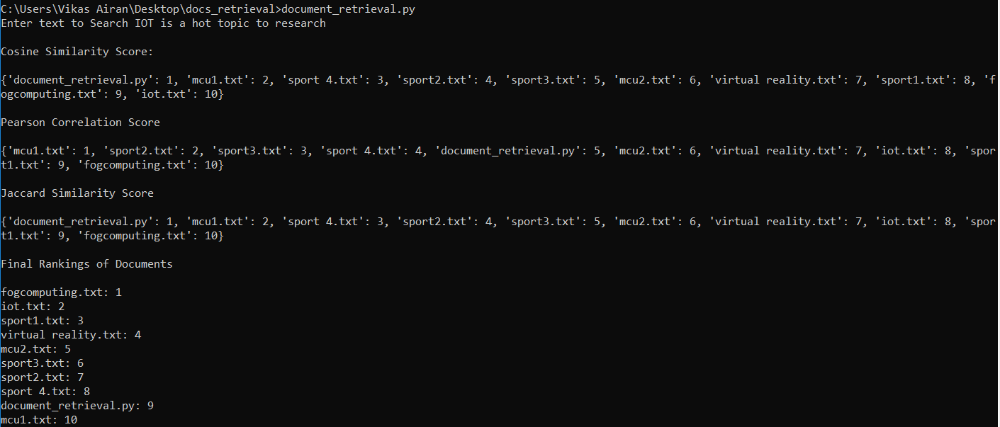 C:\Users\Vikas Airan\Desktop\docs_retrieval>document_retrieval.py
Enter text to Search IOT is a hot topic to research
Cosine Similarity Score:
{'document_retrieval.py': 1, 'mcu1.txt': 2, 'sport 4.txt': 3, 'sport2.txt': 4, 'sport3.txt': 5, 'mcu2.txt': 6, 'virtual reality.txt': 7, 'sport1.txt': 8, 'f
ogcomputing.txt': 9, 'iot.txt': 10}
Pearson Correlation Score
{'mcu1.txt': 1, 'sport2.txt': 2, 'sport3.txt': 3, 'sport 4.txt': 4, 'document_retrieval.py': 5, 'mcu2.txt': 6, 'virtual reality.txt': 7, 'iot.txt': 8, 'spor
t1.txt': 9, 'fogcomputing.txt': 10}
Jaccard Similarity Score
{'document_retrieval.py': 1, 'mcu1.txt': 2, 'sport 4.txt': 3, 'sport2.txt': 4, 'sport3.txt': 5, 'mcu2.txt': 6, 'virtual reality.txt': 7, 'iot.txt': 8, 'spor
t1.txt': 9, 'fogcomputing.txt': 10}
Final Rankings of Documents
fogcomputing.txt: 1
iot.txt: 2
sport1.txt: 3
virtual reality.txt: 4
mcu2.txt: 5
sport3.txt: 6
sport2.txt: 7
sport 4.txt: 8
document_retrieval.py: 9
mcu1.txt: 10